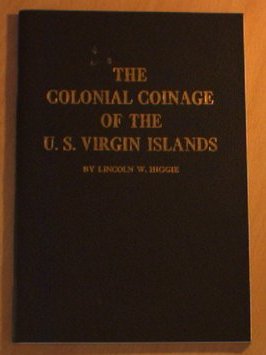 THE
COLONIAL COINAGE
OF THE
U. S. VIRGIN ISLANDS
BY LINCOLN W. HIGGIE